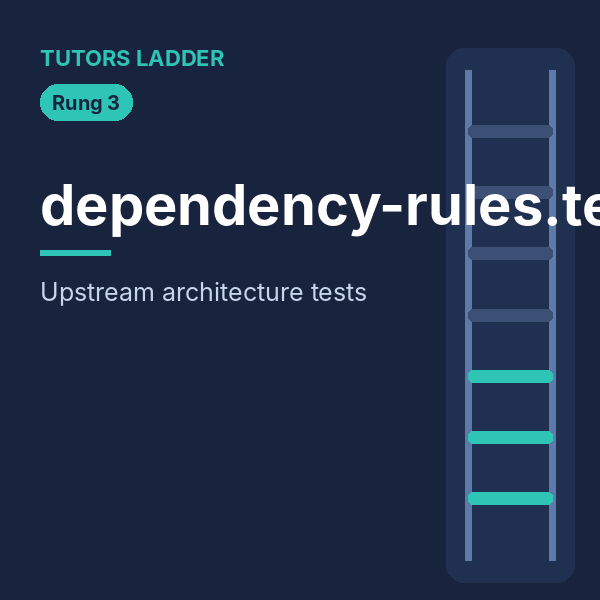 TUTORS LADDER
Rung 3
dependency-rules.te
Upstream architecture tests